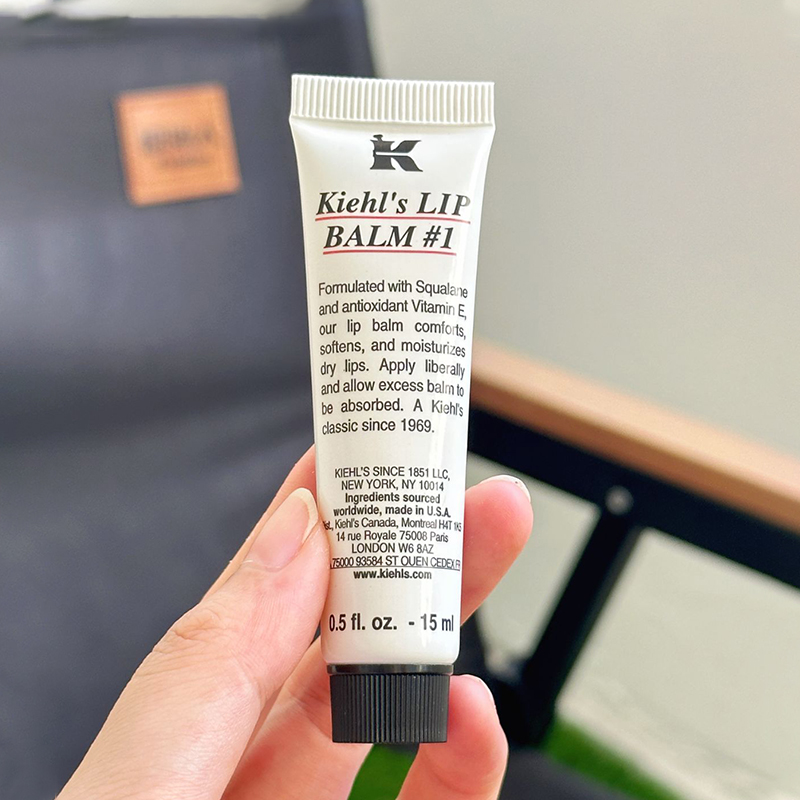 K
Kiehl's LIP
BALM #1
Formulated with Squalane
and antioxidant Vitamin E,
our lip balm comforts,
softens, and moisturizes
dry lips. Apply liberally
and allow excess balm to
be absorbed. A Kiehl's
classic since 1969.
KIEHL'S SINCE 1851 LLC,
NEW YORK, NY 10014
Ingredients sourced
worldwide, made in U.S.A.
Kiehl's Canada, Montreal H4T 1K5
14 rue Royale 75008 Paris
LONDON W6 8AZ
75000 93584 ST OUEN CEDEX FR
www.kiehls.com
0.5 fl. oz. - 15 ml